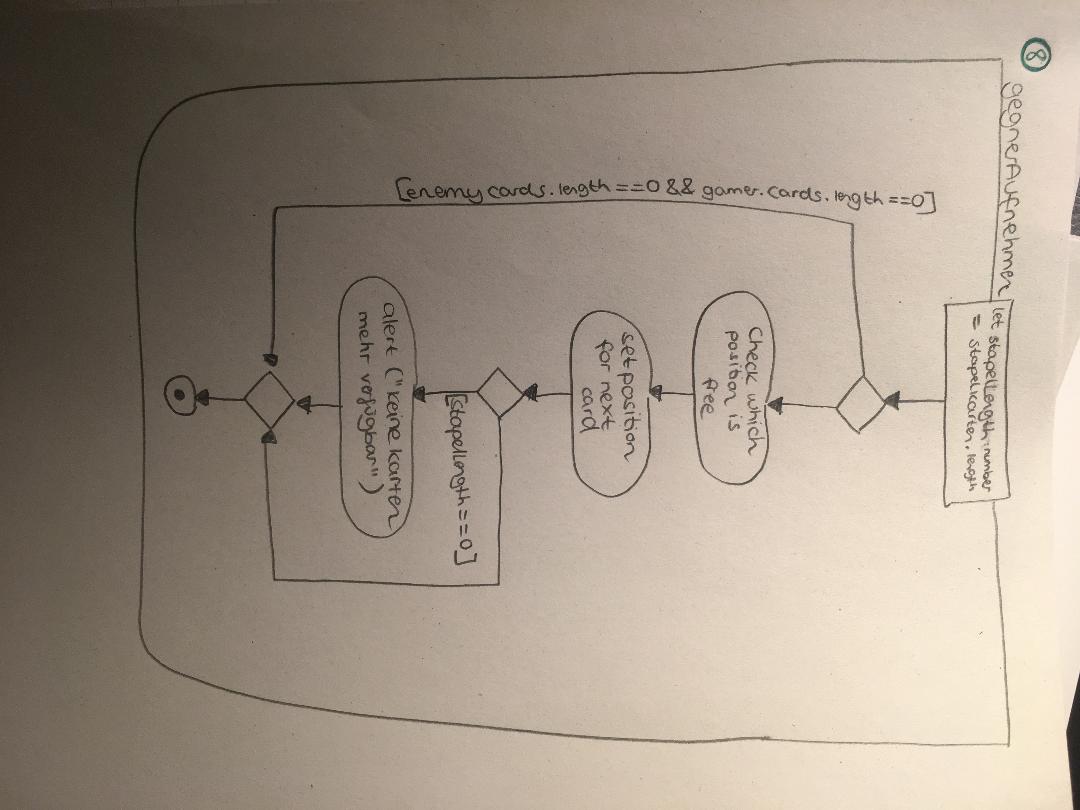 8
gegnerAufnehmen
let stapelLength:number
= stapelkarten.length
[enemy cards.length==0 && gamer.cards.length==0]
Check which
position is
free
set position
for next
card
[stapelLength==0]
alert ("keine karten
mehr verfügbar")